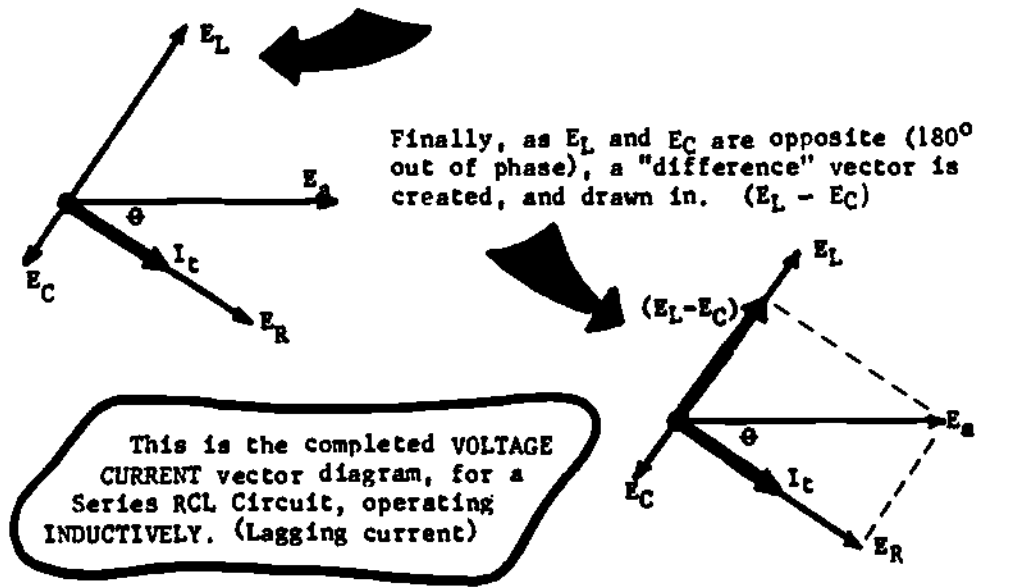 E_L
Finally, as E_L and E_C are opposite (180°
out of phase), a "difference" vector is
created, and drawn in. (E_L - E_C)
E_a
θ
I_t
E_C
E_R
E_L
(E_L-E_C)
E_a
θ
I_t
E_C
E_R
This is the completed VOLTAGE
CURRENT vector diagram, for a
Series RCL Circuit, operating
INDUCTIVELY. (Lagging current)